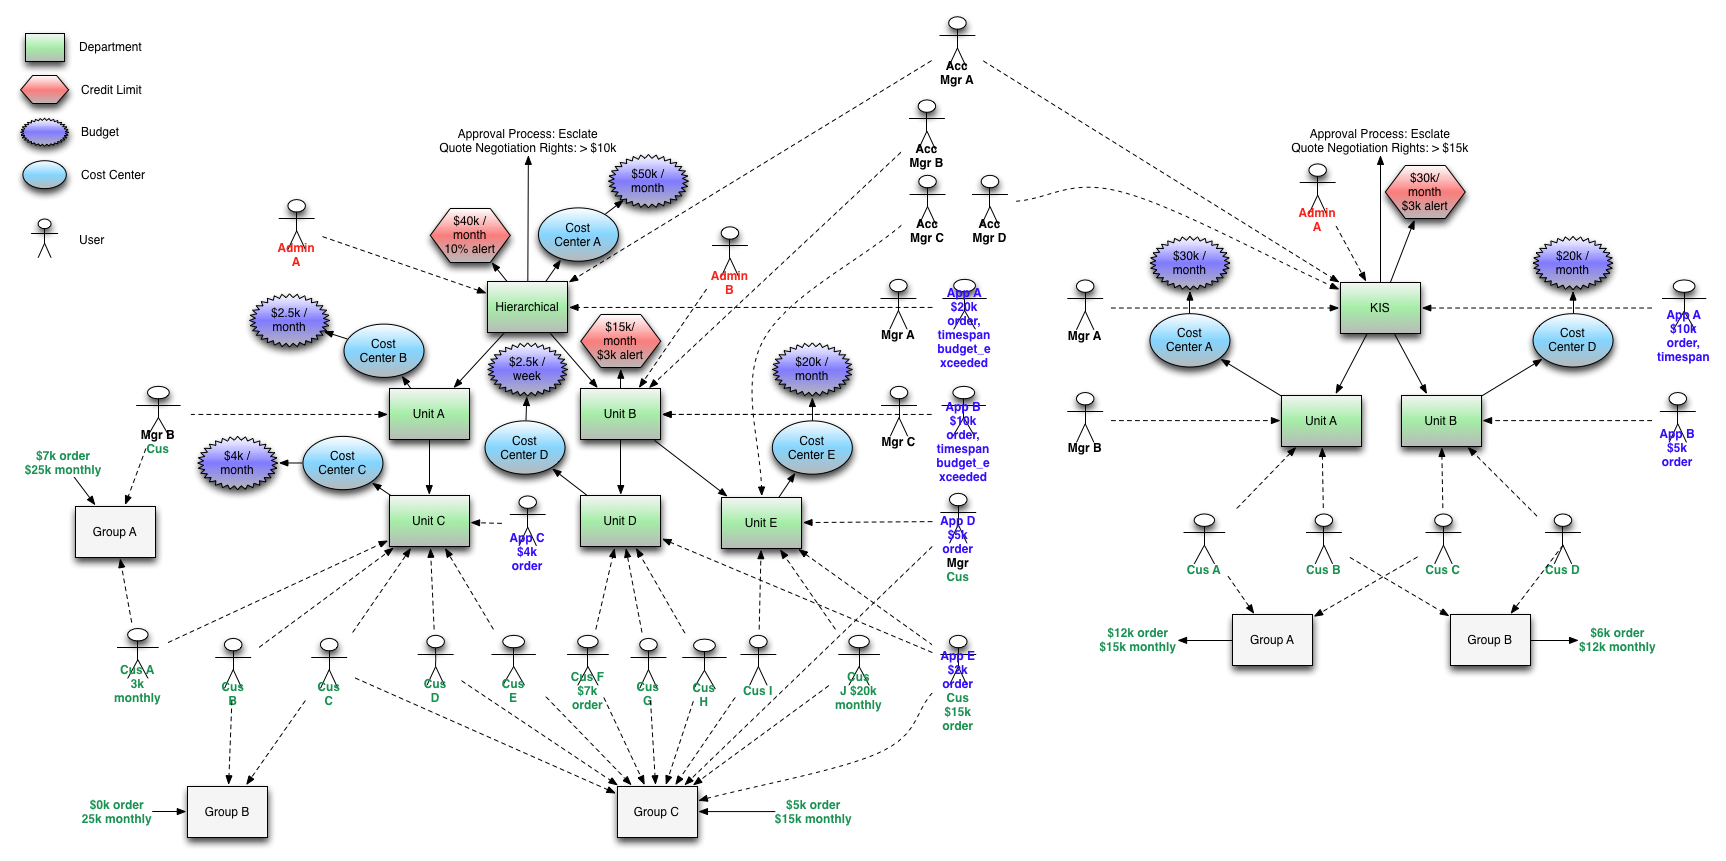 Department
Credit Limit
Budget
Cost Center
User
Acc
Mgr A
Acc
Mgr B
Acc
Mgr C
Acc
Mgr D
Approval Process: Esclate
Quote Negotiation Rights: > $10k
$50k /
month
$40k /
month
10% alert
Cost
Center A
Admin
A
Admin
B
Hierarchical
$2.5k /
month
Cost
Center B
$15k/
month
$3k alert
$2.5k /
week
$20k /
month
Mgr A
App A
$20k
order,
timespan
budget_e
xceeded
Unit A
Unit B
Mgr B
Cus
Mgr C
App B
$10k
order,
timespan
budget_e
xceeded
$7k order
$25k monthly
$4k /
month
Cost
Center C
Cost
Center D
Cost
Center E
Group A
Unit C
App C
$4k
order
Unit D
Unit E
App D
$5k
order
Mgr
Cus
Cus A
3k
monthly
Cus
B
Cus
C
Cus
D
Cus
E
Cus F
$7k
order
Cus
G
Cus
H
Cus I
Cus
J $20k
monthly
App E
$2k
order
Cus
$15k
order
$0k order
25k monthly
Group B
Group C
$5k order
$15k monthly
Approval Process: Esclate
Quote Negotiation Rights: > $15k
Admin
A
$30k/
month
$3k alert
$30k /
month
$20k /
month
Mgr A
Cost
Center A
KIS
Cost
Center D
App A
$10k
order,
timespan
Mgr B
Unit A
Unit B
App B
$5k
order
Cus A
Cus B
Cus C
Cus D
$12k order
$15k monthly
Group A
Group B
$6k order
$12k monthly